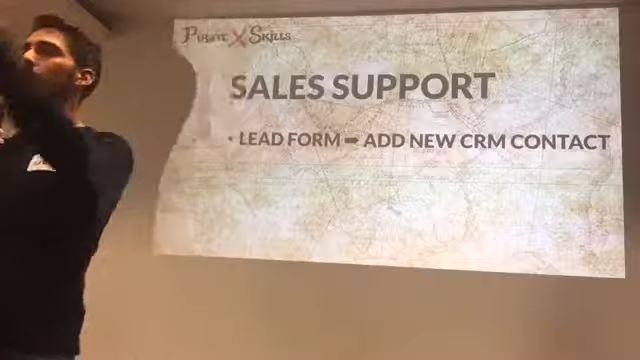 PIRATE X SKILLS
SALES SUPPORT
• LEAD FORM ➡ ADD NEW CRM CONTACT